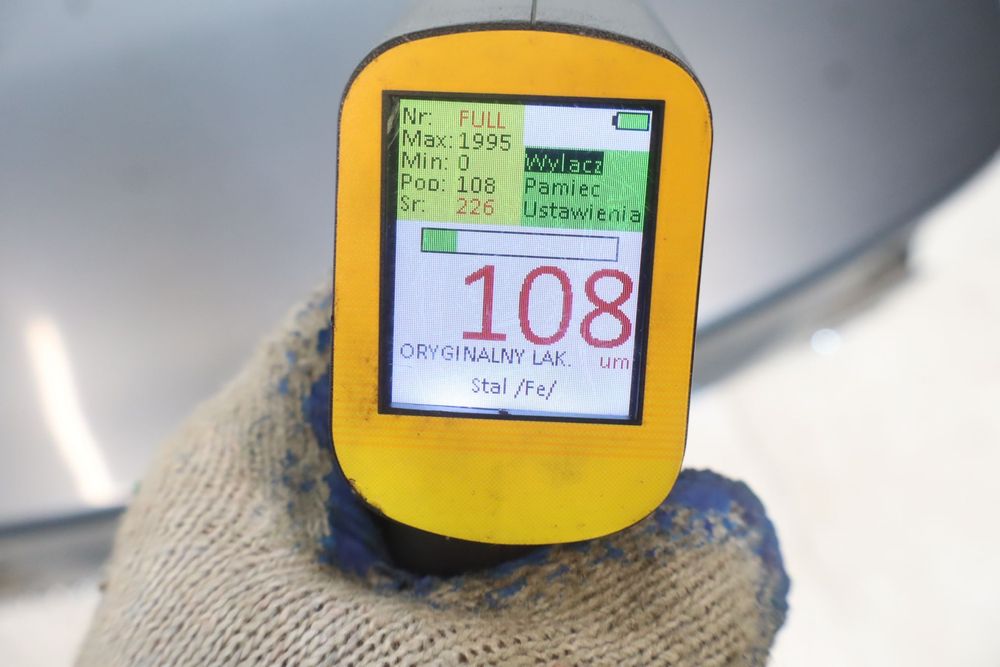 Nr: FULL
Max: 1995
Min: 0
Pop: 108
Sr: 226
Wylacz
Pamiec
Ustawienia
108
um
ORYGINALNY LAK.
Stal /Fe/